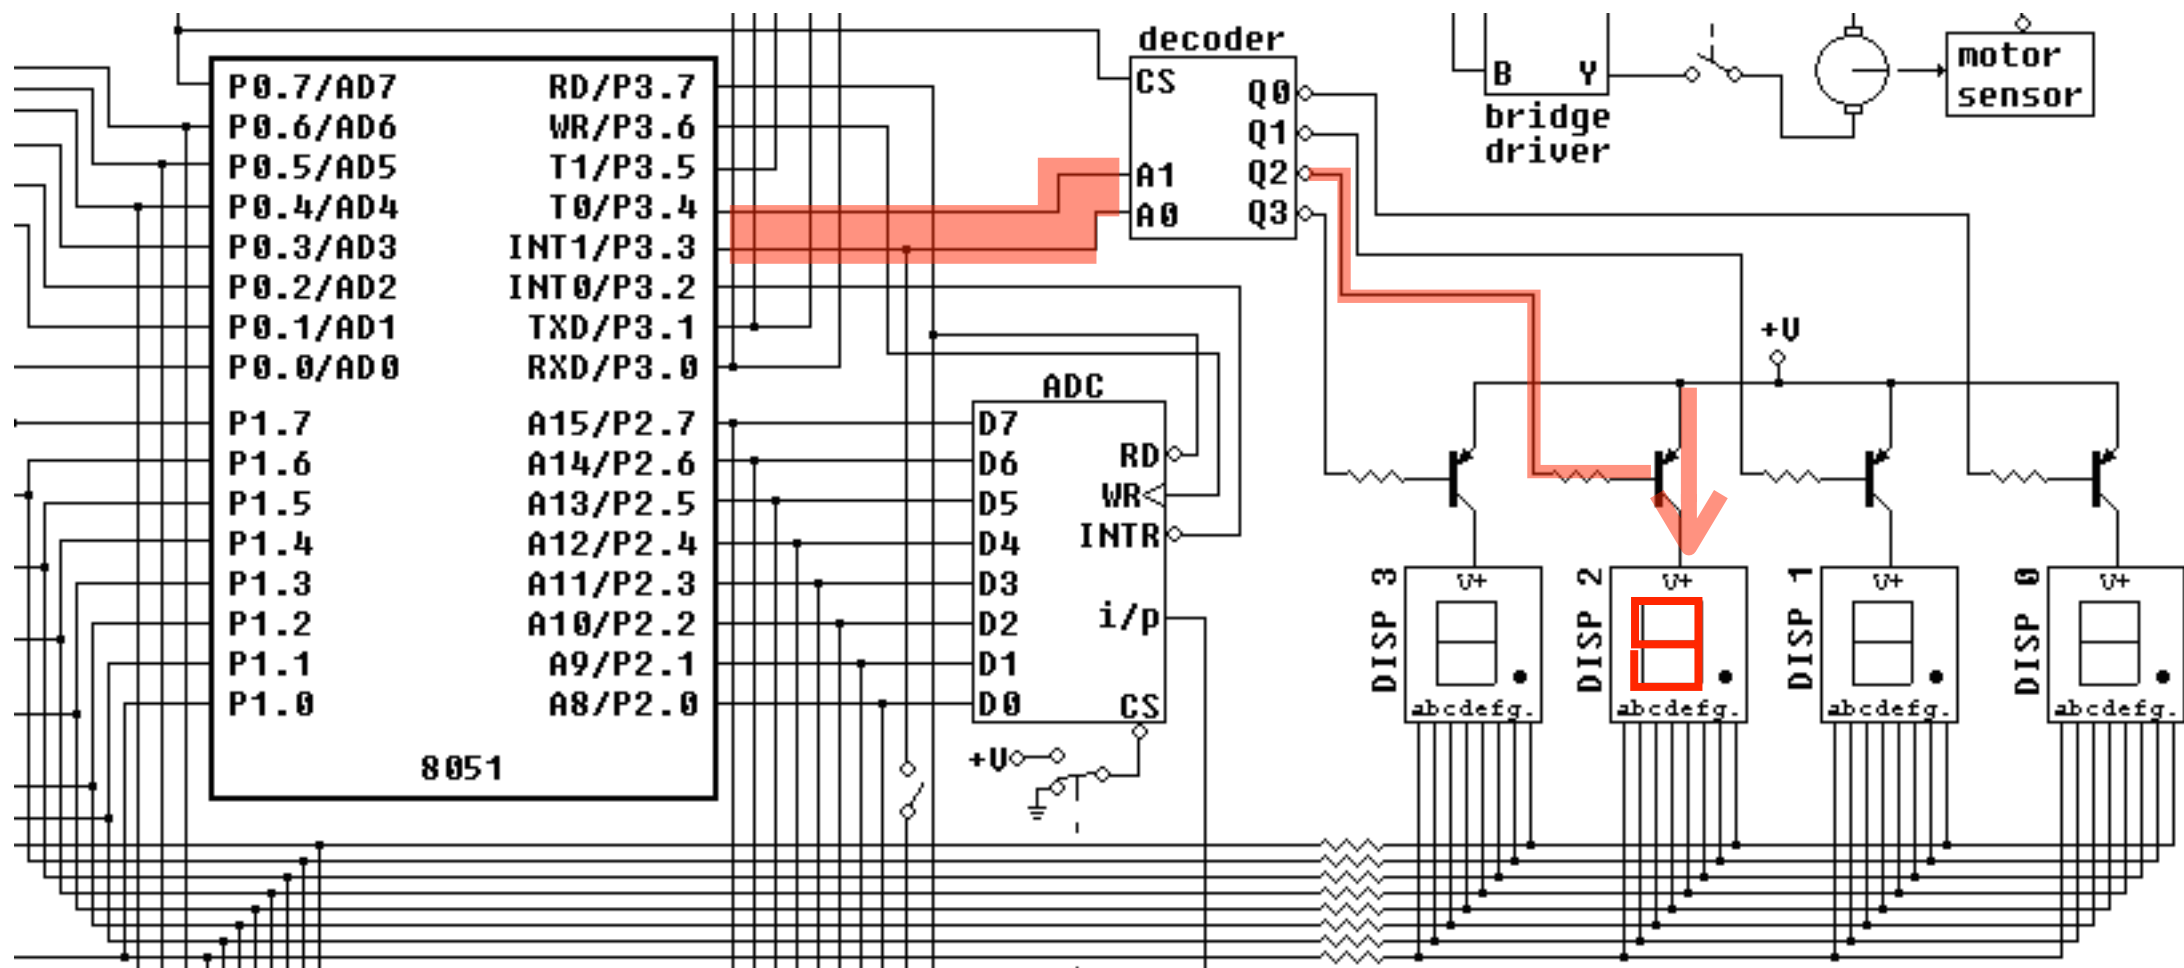 decoder
CS
A1
A0
Q0
Q1
Q2
Q3
B Y
bridge
driver
motor
sensor
P0.7/AD7 RD/P3.7
P0.6/AD6 WR/P3.6
P0.5/AD5 T1/P3.5
P0.4/AD4 T0/P3.4
P0.3/AD3 INT1/P3.3
P0.2/AD2 INT0/P3.2
P0.1/AD1 TXD/P3.1
P0.0/AD0 RXD/P3.0
P1.7 A15/P2.7
P1.6 A14/P2.6
P1.5 A13/P2.5
P1.4 A12/P2.4
P1.3 A11/P2.3
P1.2 A10/P2.2
P1.1 A9/P2.1
P1.0 A8/P2.0
8051
ADC
D7
D6
D5
D4
D3
D2
D1
D0
RD
WR
INTR
i/p
CS
+V
+V
DISP 3
V+
abcdefg.
DISP 2
V+
abcdefg.
DISP 1
V+
abcdefg.
DISP 0
V+
abcdefg.